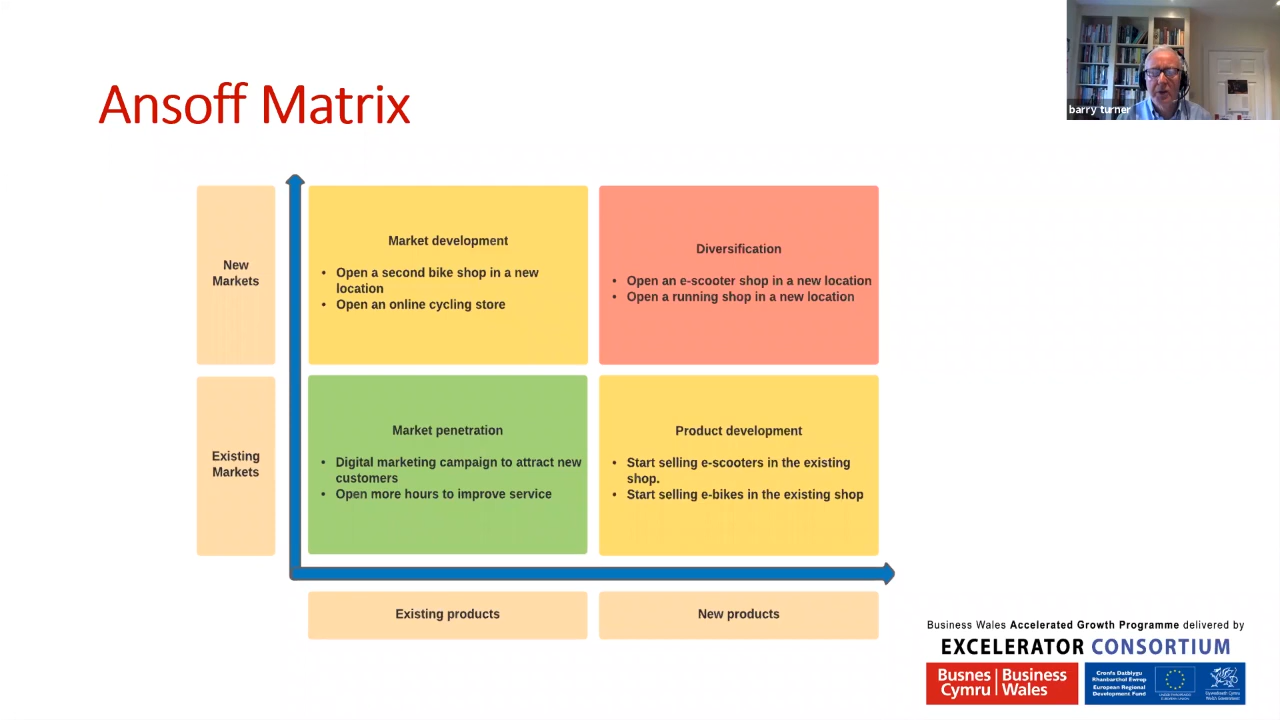 barry turner
Ansoff Matrix
New
Markets
Market development
• Open a second bike shop in a new
location
• Open an online cycling store
Diversification
• Open an e-scooter shop in a new location
• Open a running shop in a new location
Existing
Markets
Market penetration
• Digital marketing campaign to attract new
customers
• Open more hours to improve service
Product development
• Start selling e-scooters in the existing
shop.
• Start selling e-bikes in the existing shop
Existing products
New products
Business Wales Accelerated Growth Programme delivered by
EXCELERATOR CONSORTIUM
Busnes Cymru
Business Wales
Cronfa Datblygu
Rhanbarthol Ewrop
European Regional
Development Fund
Llywodraeth Cymru
Welsh Government